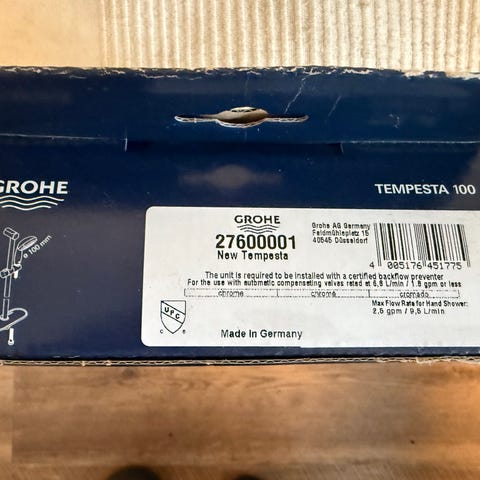 GROHE
TEMPESTA 100
ø 100 mm
GROHE
27600001
New Tempesta
Grohe AG Germany
Feldmühleplatz 15
40545 Düsseldorf
4 005176 451775
The unit is required to be installed with a certified backflow preventer
For the use with automatic compensating valves rated at 6,8 L/min / 1.8 gpm or less
chrome chromé cromado
Max Flow Rate for Hand Shower:
2,5 gpm / 9,5 L/min
UPC
C ®
Made in Germany